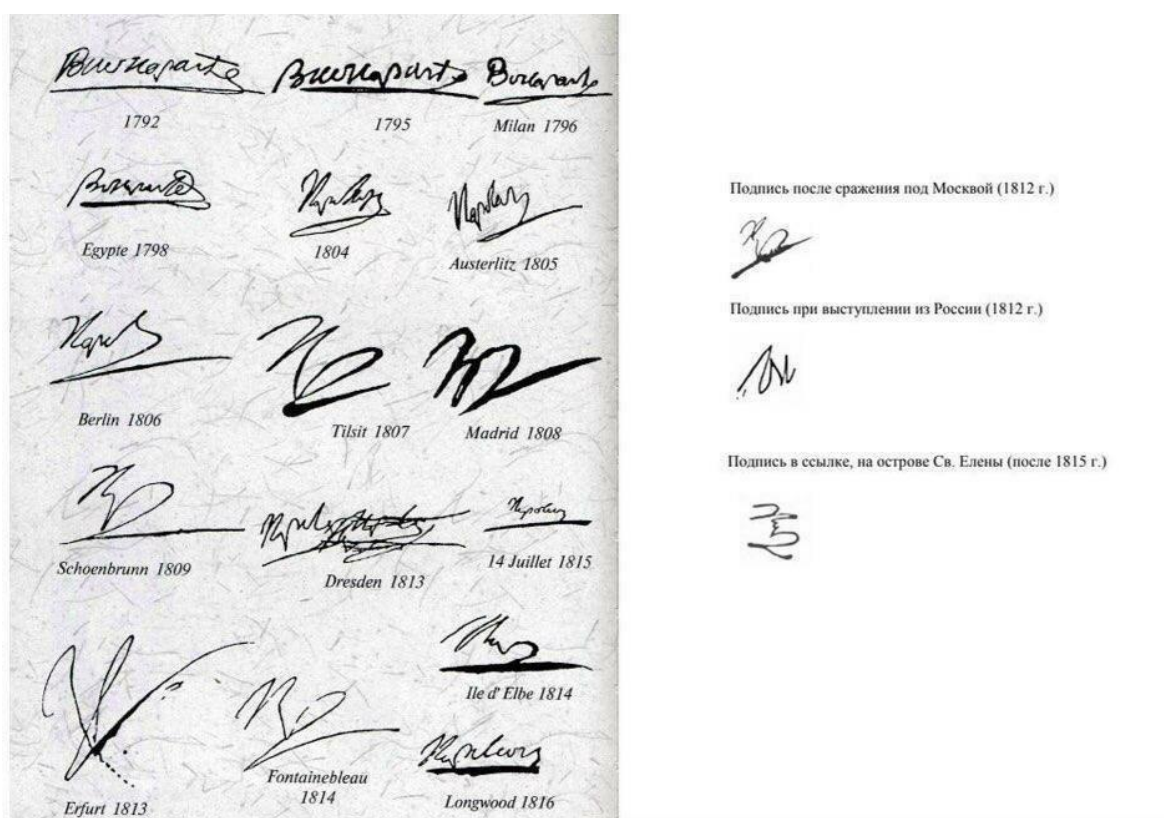 Buonaparte
Buonaparte
Buonaparte
1792
1795
Milan 1796
Egypte 1798
1804
Austerlitz 1805
Berlin 1806
Tilsit 1807
Madrid 1808
Schoenbrunn 1809
Dresden 1813
14 Juillet 1815
Ile d' Elbe 1814
Erfurt 1813
Fontainebleau
1814
Longwood 1816
Подпись после сражения под Москвой (1812 г.)
Подпись при выступлении из России (1812 г.)
Подпись в ссылке, на острове Св. Елены (после 1815 г.)